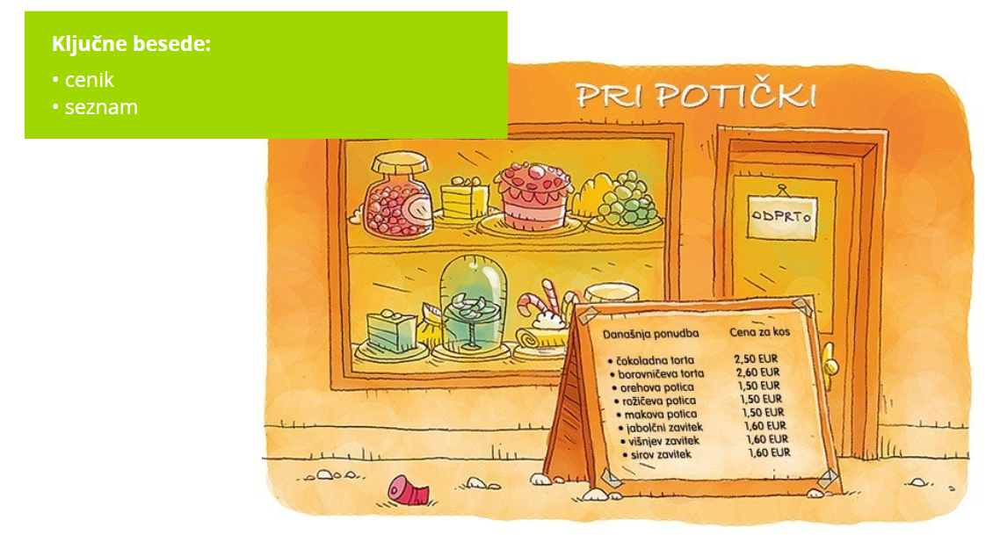 Ključne besede:
• cenik
• seznam
PRI POTIČKI
ODPRTO
Današnja ponudba Cena za kos
• čokoladna torta 2,50 EUR
• borovničeva torta 2,60 EUR
• orehova potica 1,50 EUR
• rožičeva potica 1,50 EUR
• makova potica 1,50 EUR
• jabolčni zavitek 1,60 EUR
• višnjev zavitek 1,60 EUR
• sirov zavitek 1,60 EUR